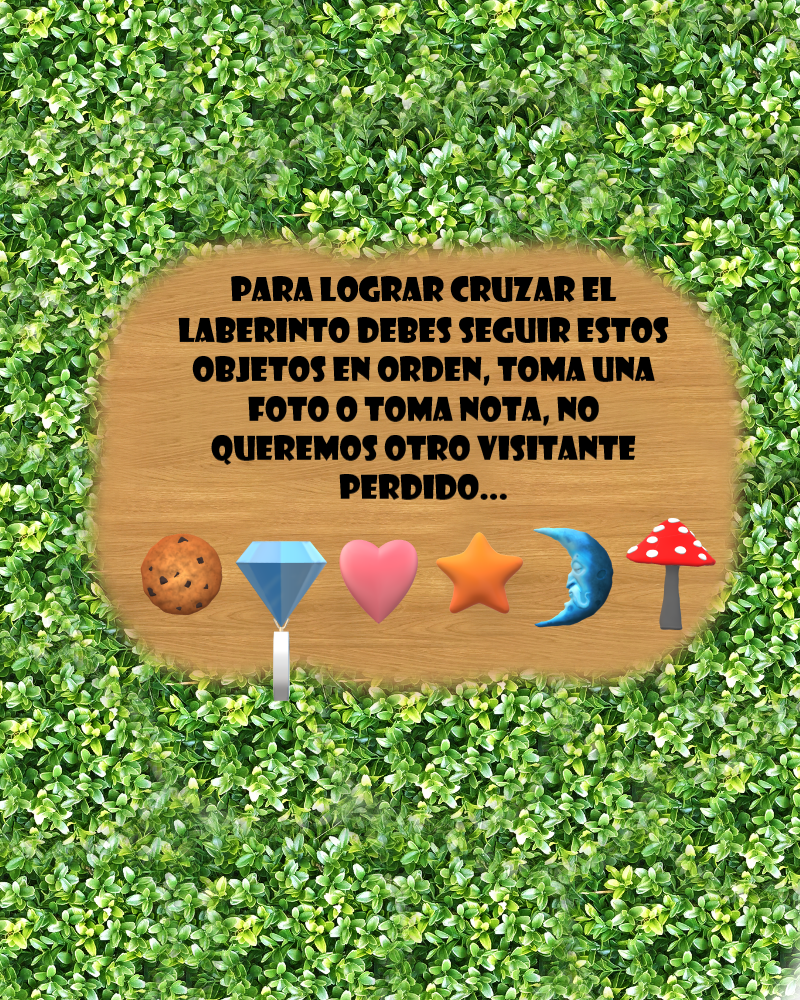 PARA LOGRAR CRUZAR EL
LABERINTO DEBES SEGUIR ESTOS
OBJETOS EN ORDEN, TOMA UNA
FOTO O TOMA NOTA, NO
QUEREMOS OTRO VISITANTE
PERDIDO...